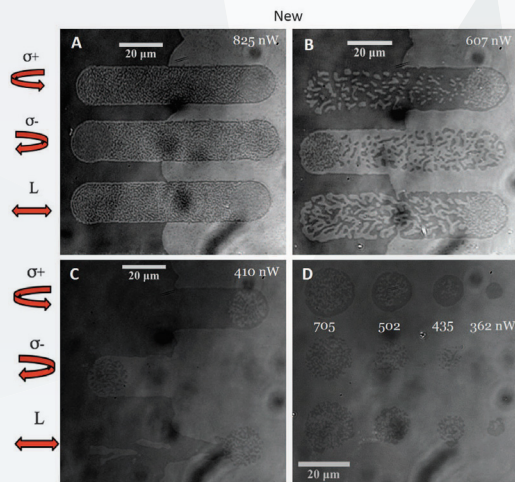 New
A
20 µm
825 nW
B
20 µm
607 nW
σ+
σ-
L
C
20 µm
410 nW
D
705 502 435 362 nW
20 µm
σ+
σ-
L